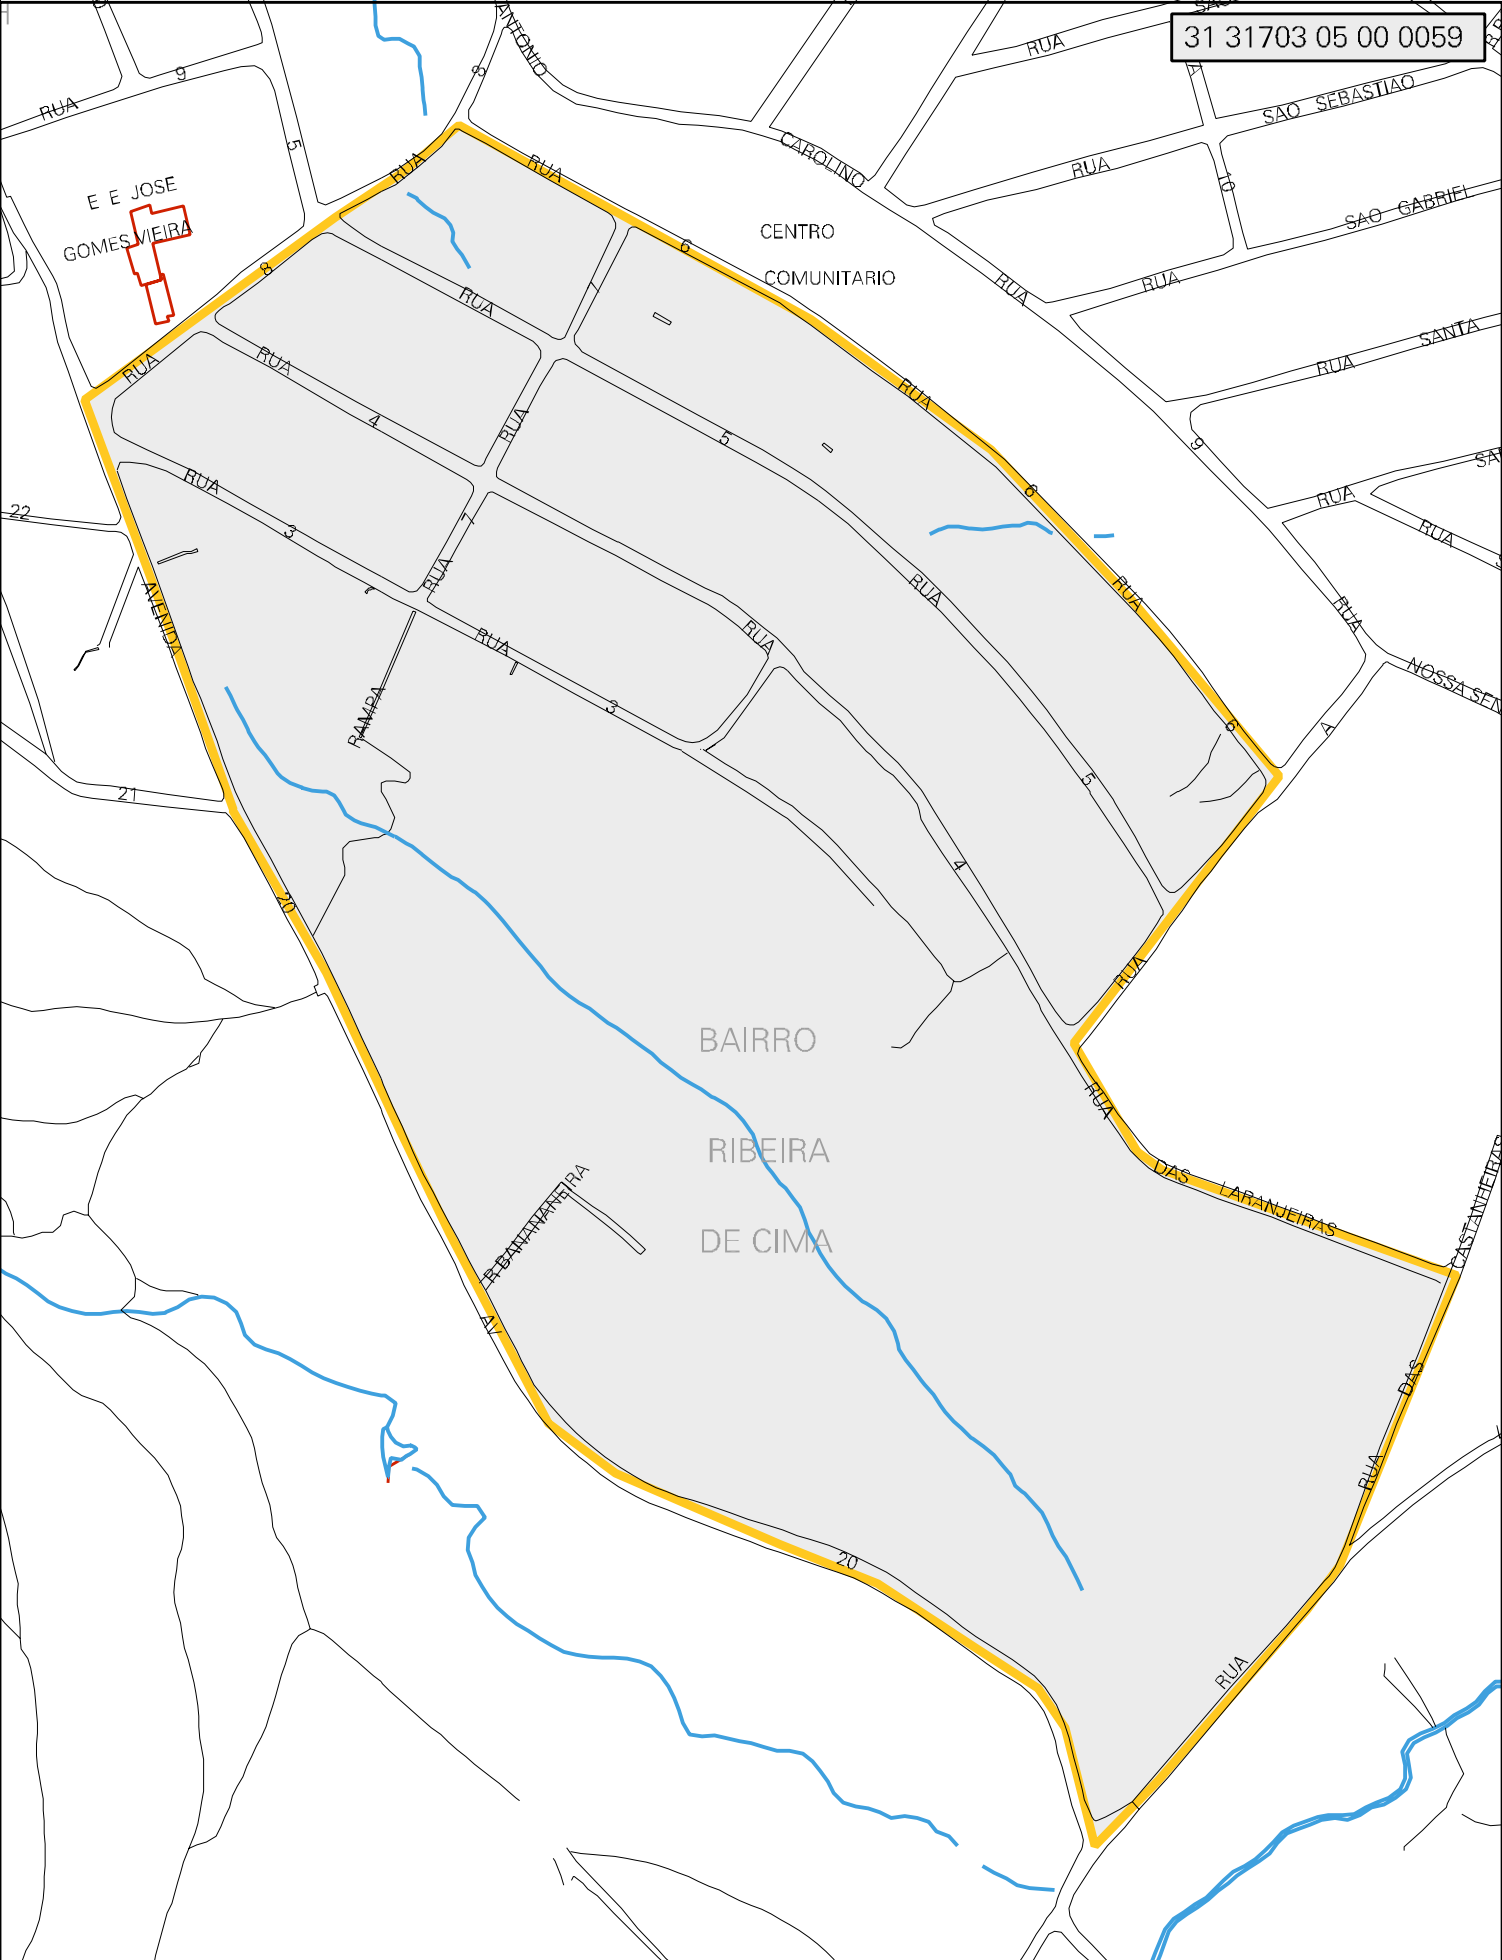 31 31703 05 00 0059
ANTONIO
8
RUA
SAO
RUA
9
5
A
SAO SEBASTIAO
CAROLINO
RUA
10
SAO GABRIEL
E E JOSE
GOMES VIEIRA
RUA
RUA
8
6
CENTRO
COMUNITARIO
RUA
RUA
SANTA
RUA
RUA
7
RUA
RUA
RUA
4
RUA
5
9
RUA
3
RUA
6
RUA
RUA
22
7
RUA
AVENIDA
RUA
RUA
RUA
RUA
RUA
NOSSA SEN
3
RAMPA
6
A
5
21
4
20
RUA
BAIRRO
RIBEIRA
DE CIMA
RUA
DAS LARANJEIRAS
CASTANHEIRAS
R BANANANEIRA
AV
DAS
RUA
20
RUA